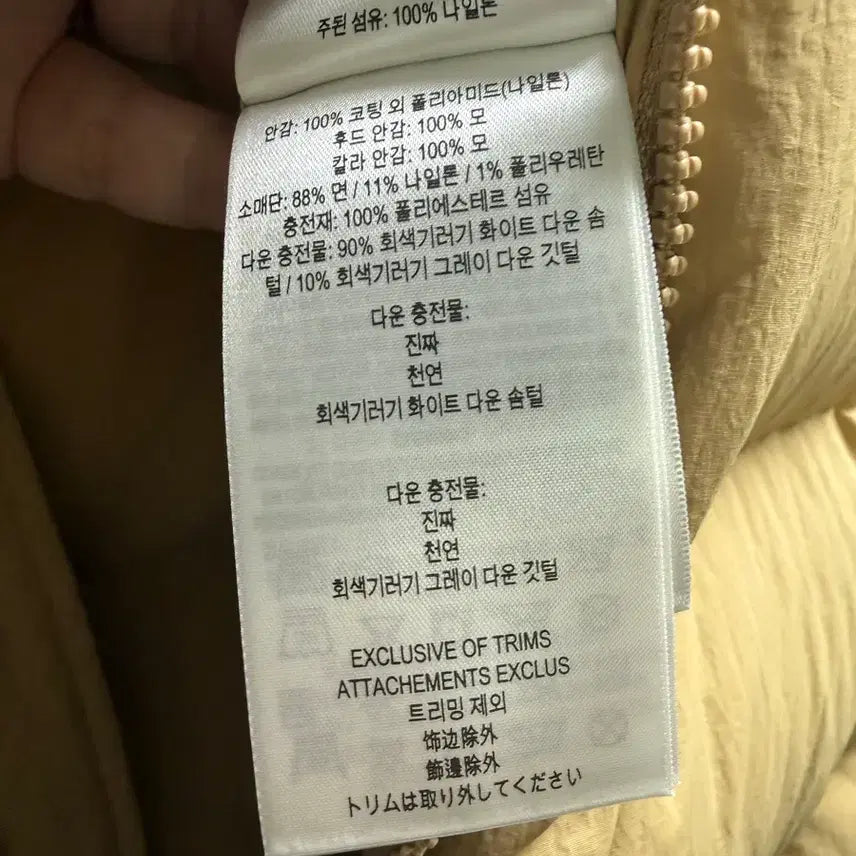 주된 섬유: 100% 나일론
안감: 100% 코팅 외 폴리아미드(나일론)
후드 안감: 100% 모
칼라 안감: 100% 모
소매단: 88% 면 / 11% 나일론 / 1% 폴리우레탄
충전재: 100% 폴리에스테르 섬유
다운 충전물: 90% 회색기러기 화이트 다운 솜
털 / 10% 회색기러기 그레이 다운 깃털
다운 충전물:
진짜
천연
회색기러기 화이트 다운 솜털
다운 충전물:
진짜
천연
회색기러기 그레이 다운 깃털
EXCLUSIVE OF TRIMS
ATTACHEMENTS EXCLUS
트리밍 제외
饰边除外
飾邊除外
トリムは取り外してください